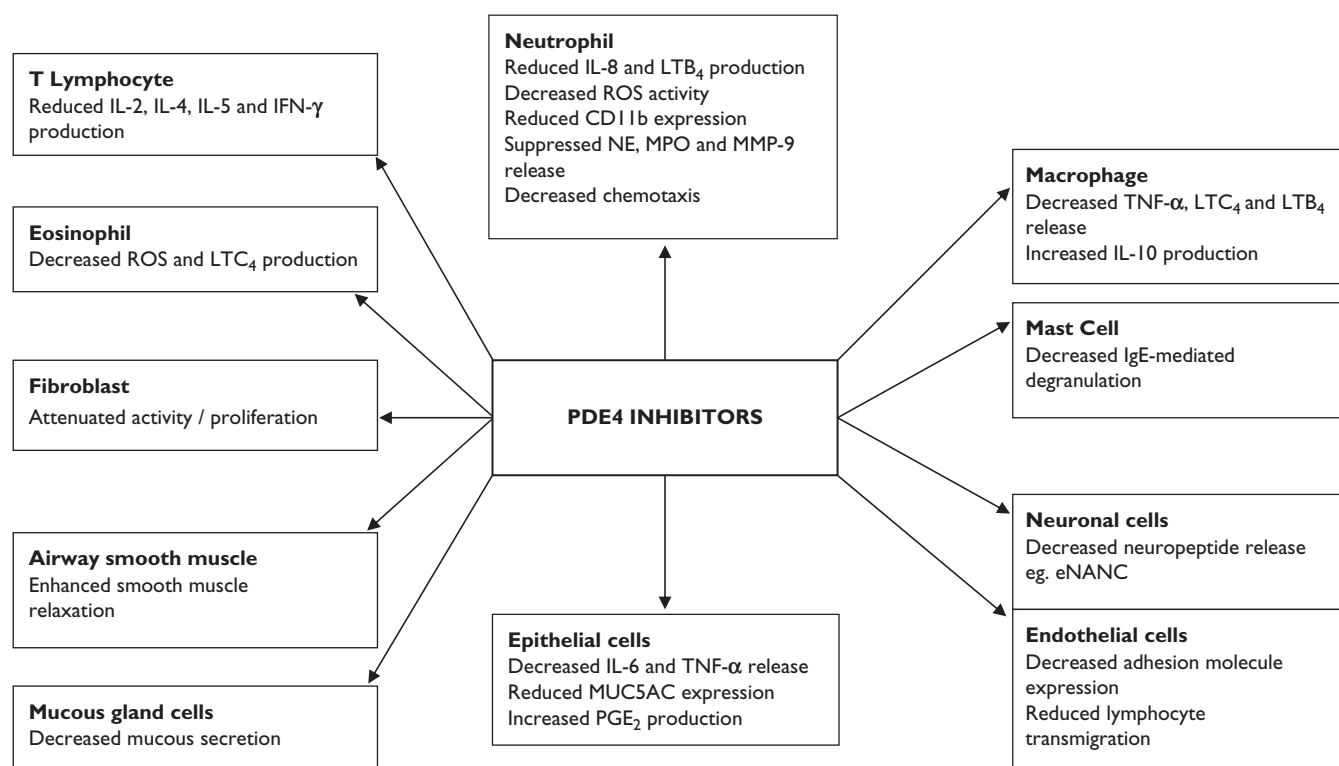 T Lymphocyte
Reduced IL-2, IL-4, IL-5 and IFN-γ
production
Eosinophil
Decreased ROS and LTC₄ production
Fibroblast
Attenuated activity / proliferation
Airway smooth muscle
Enhanced smooth muscle
relaxation
Mucous gland cells
Decreased mucous secretion
Neutrophil
Reduced IL-8 and LTB₄ production
Decreased ROS activity
Reduced CD11b expression
Suppressed NE, MPO and MMP-9
release
Decreased chemotaxis
PDE4 INHIBITORS
Epithelial cells
Decreased IL-6 and TNF-α release
Reduced MUC5AC expression
Increased PGE₂ production
Macrophage
Decreased TNF-α, LTC₄ and LTB₄
release
Increased IL-10 production
Mast Cell
Decreased IgE-mediated
degranulation
Neuronal cells
Decreased neuropeptide release
eg. eNANC
Endothelial cells
Decreased adhesion molecule
expression
Reduced lymphocyte
transmigration